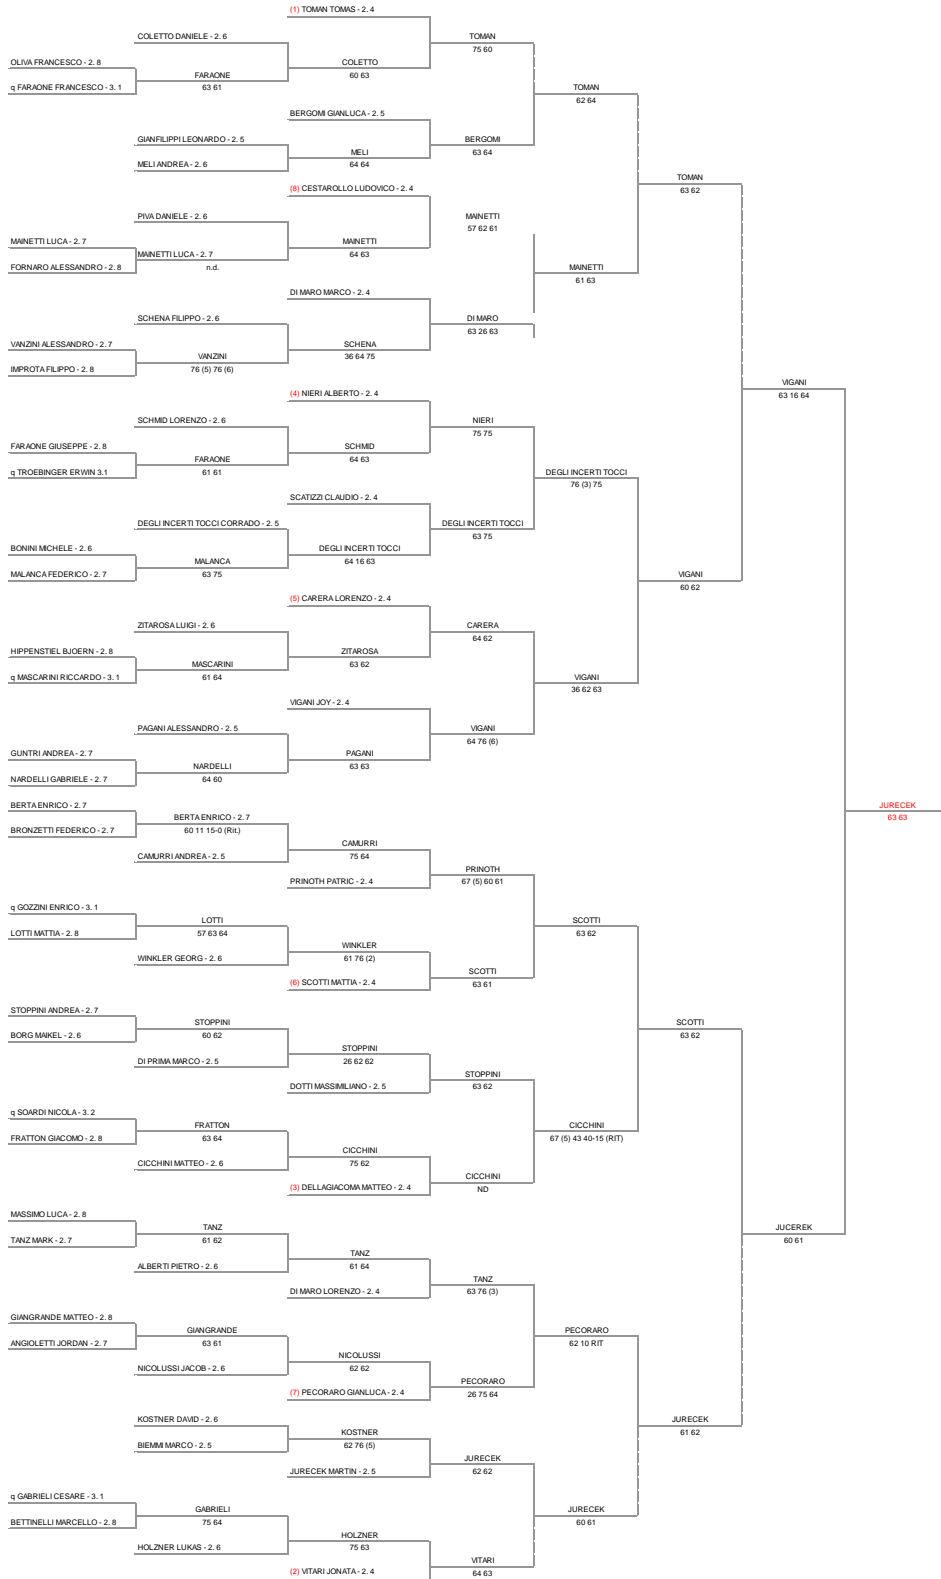 (1) TOMAN TOMAS - 2. 4
COLETTO DANIELE - 2. 6
TOMAN
75 60
OLIVA FRANCESCO - 2. 8
COLETTO
60 63
FARAONE
63 61
q FARAONE FRANCESCO - 3. 1
TOMAN
62 64
BERGOMI GIANLUCA - 2. 5
GIANFILIPPI LEONARDO - 2. 5
BERGOMI
63 64
MELI
64 64
MELI ANDREA - 2. 6
TOMAN
63 62
(8) CESTAROLLO LUDOVICO - 2. 4
PIVA DANIELE - 2. 6
MAINETTI
57 62 61
MAINETTI LUCA - 2. 7
MAINETTI
64 63
MAINETTI LUCA - 2. 7
n.d.
FORNARO ALESSANDRO - 2. 8
MAINETTI
61 63
DI MARO MARCO - 2. 4
SCHENA FILIPPO - 2. 6
DI MARO
63 26 63
VANZINI ALESSANDRO - 2. 7
SCHENA
36 64 75
VANZINI
76 (5) 76 (6)
IMPROTA FILIPPO - 2. 8
VIGANI
63 16 64
(4) NIERI ALBERTO - 2. 4
SCHMID LORENZO - 2. 6
NIERI
75 75
FARAONE GIUSEPPE - 2. 8
SCHMID
64 63
FARAONE
61 61
q TROEBINGER ERWIN 3.1
DEGLI INCERTI TOCCI
76 (3) 75
SCATIZZI CLAUDIO - 2. 4
DEGLI INCERTI TOCCI CORRADO - 2. 5
DEGLI INCERTI TOCCI
63 75
BONINI MICHELE - 2. 6
DEGLI INCERTI TOCCI
64 16 63
MALANCA
63 75
MALANCA FEDERICO - 2. 7
VIGANI
60 62
(5) CARERA LORENZO - 2. 4
ZITAROSA LUIGI - 2. 6
CARERA
64 62
HIPPENSTIEL BJOERN - 2. 8
ZITAROSA
63 62
MASCARINI
61 64
q MASCARINI RICCARDO - 3. 1
VIGANI
36 62 63
VIGANI JOY - 2. 4
PAGANI ALESSANDRO - 2. 5
VIGANI
64 76 (6)
GUNTRI ANDREA - 2. 7
PAGANI
63 63
NARDELLI
64 60
NARDELLI GABRIELE - 2. 7
BERTA ENRICO - 2. 7
JURECEK
63 63
BERTA ENRICO - 2. 7
60 11 15-0 (Rit.)
BRONZETTI FEDERICO - 2. 7
CAMURRI
75 64
CAMURRI ANDREA - 2. 5
PRINOTH
67 (5) 60 61
PRINOTH PATRIC - 2. 4
q GOZZINI ENRICO - 3. 1
LOTTI
57 63 64
SCOTTI
63 62
LOTTI MATTIA - 2. 8
WINKLER
61 76 (2)
WINKLER GEORG - 2. 6
SCOTTI
63 61
(6) SCOTTI MATTIA - 2. 4
STOPPINI ANDREA - 2. 7
STOPPINI
60 62
SCOTTI
63 62
BORG MAIKEL - 2. 6
STOPPINI
26 62 62
DI PRIMA MARCO - 2. 5
STOPPINI
63 62
DOTTI MASSIMILIANO - 2. 5
q SOARDI NICOLA - 3. 2
FRATTON
63 64
CICCHINI
67 (5) 43 40-15 (RIT)
FRATTON GIACOMO - 2. 8
CICCHINI
75 62
CICCHINI MATTEO - 2. 6
CICCHINI
ND
(3) DELLAGIACOMA MATTEO - 2. 4
MASSIMO LUCA - 2. 8
TANZ
61 62
JUCEREK
60 61
TANZ MARK - 2. 7
TANZ
61 64
ALBERTI PIETRO - 2. 6
TANZ
63 76 (3)
DI MARO LORENZO - 2. 4
GIANGRANDE MATTEO - 2. 8
GIANGRANDE
63 61
PECORARO
62 10 RIT
ANGIOLETTI JORDAN - 2. 7
NICOLUSSI
62 62
NICOLUSSI JACOB - 2. 6
PECORARO
26 75 64
(7) PECORARO GIANLUCA - 2. 4
KOSTNER DAVID - 2. 6
JURECEK
61 62
KOSTNER
62 76 (5)
BIEMMI MARCO - 2. 5
JURECEK
62 62
JURECEK MARTIN - 2. 5
q GABRIELI CESARE - 3. 1
GABRIELI
75 64
JURECEK
60 61
BETTINELLI MARCELLO - 2. 8
HOLZNER
75 63
HOLZNER LUKAS - 2. 6
VITARI
64 63
(2) VITARI JONATA - 2. 4